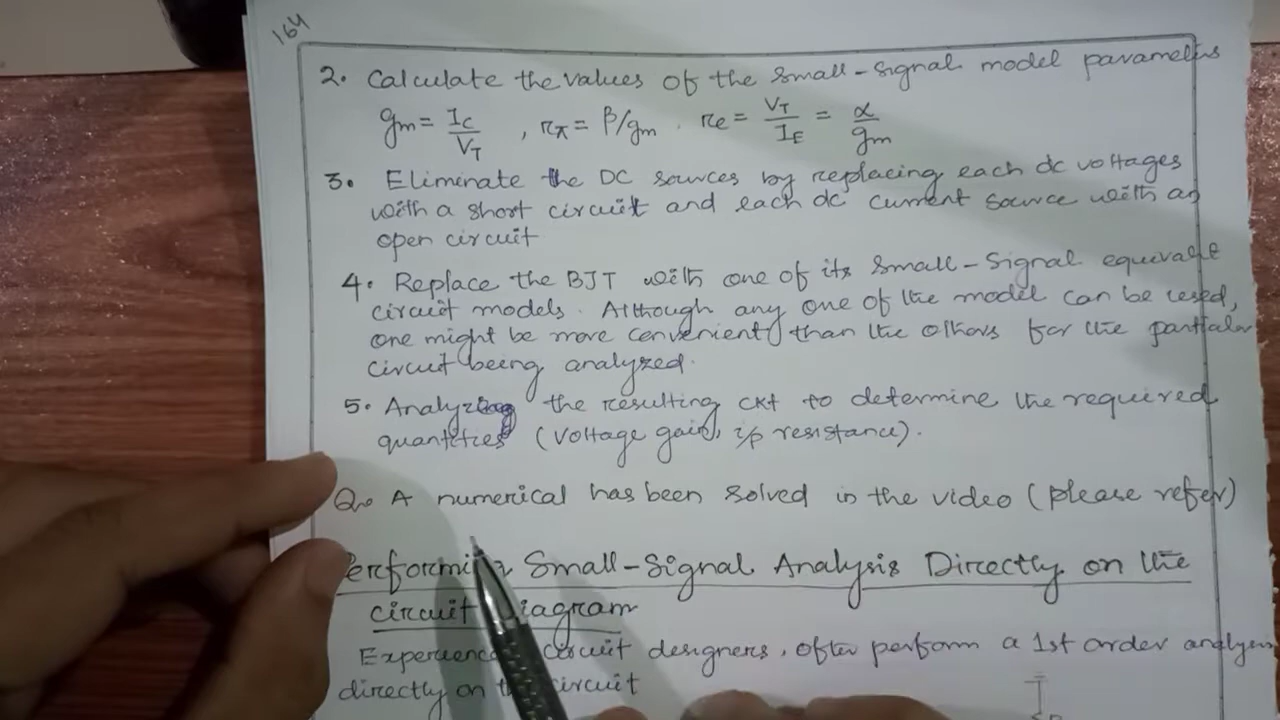 164
2. Calculate the values of the small-signal model parameters
gm = IC/VT , rπ = β/gm . re = VT/IE = α/gm
3. Eliminate the DC sources by replacing each dc voltages
with a short circuit and each dc current source with an
open circuit
4. Replace the BJT with one of its small-signal equivale
circuit models. Although any one of the model can be used,
one might be more convenient than the others for the
circuit being analyzed.
5. the resulting ckt to determine the required
quantities (voltage gain, i/p resistance).
Q. A numerical has been solved in the video (please refer)
Small-Signal Analysis Directly on the
circuit
circuit designers, often perform a 1st order
directly on circuit